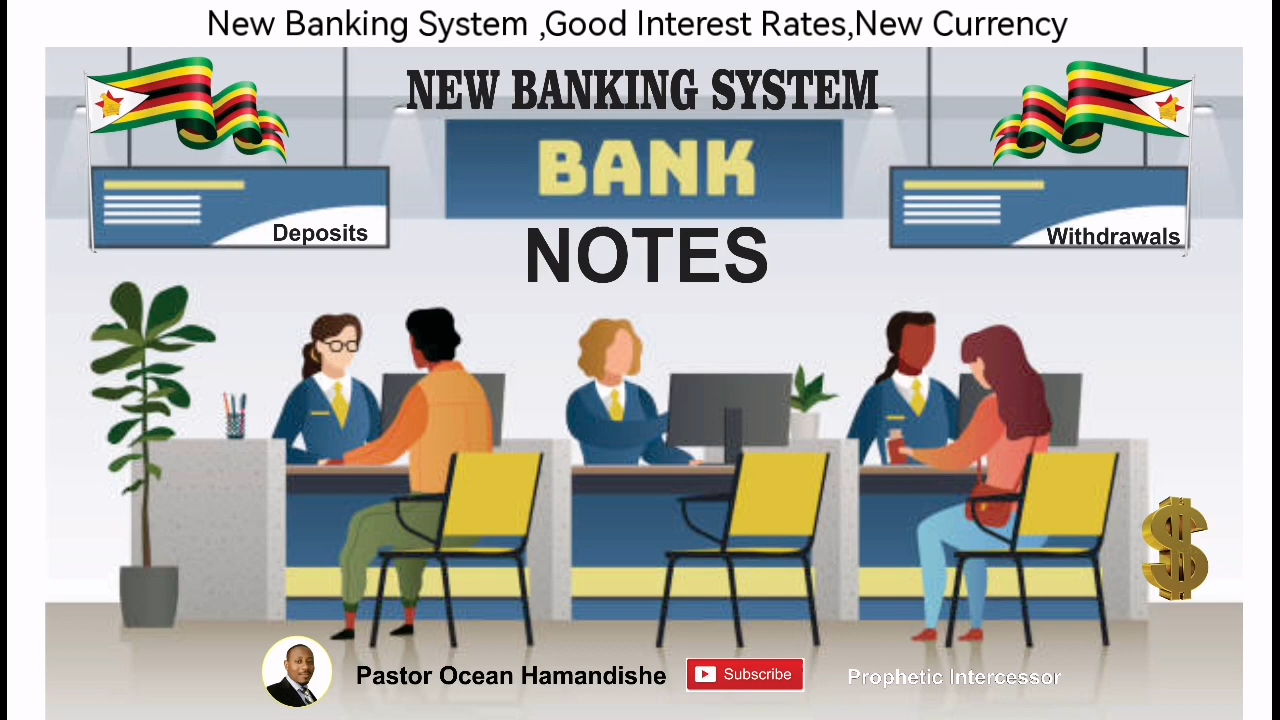 New Banking System ,Good Interest Rates,New Currency
NEW BANKING SYSTEM
BANK
NOTES
Deposits
Withdrawals
$
Pastor Ocean Hamandishe
Subscribe
Prophetic Intercessor